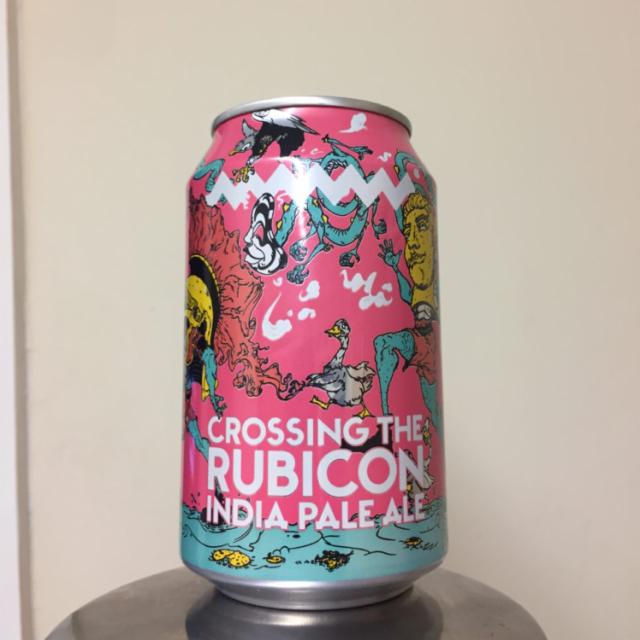 CROSSING THE
RUBICON
INDIA PALE ALE